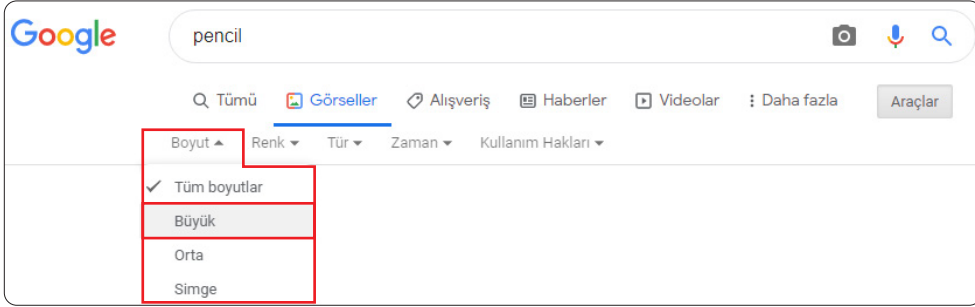 Google pencil
Tümü Görseller Alışveriş Haberler Videolar Daha fazla Araçlar
Boyut Renk Tür Zaman Kullanım Hakları
Tüm boyutlar
Büyük
Orta
Simge